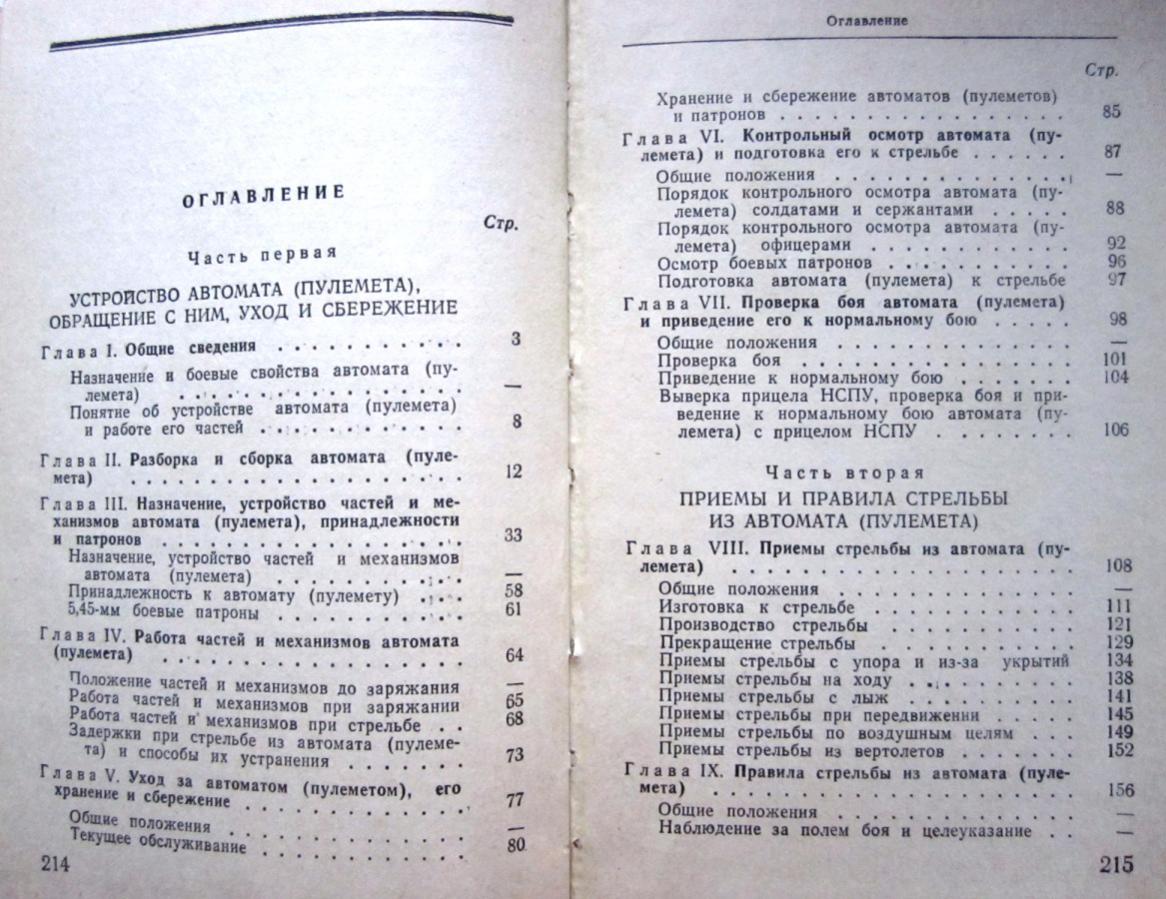 ОГЛАВЛЕНИЕ
Стр.
Часть первая
УСТРОЙСТВО АВТОМАТА (ПУЛЕМЕТА),
ОБРАЩЕНИЕ С НИМ, УХОД И СБЕРЕЖЕНИЕ
Глава I. Общие сведения . . . . . . . . . . 3
Назначение и боевые свойства автомата (пу-
лемета) . . . . . . . . . . . . . —
Понятие об устройстве автомата (пулемета)
и работе его частей . . . . . . . . . . 8
Глава II. Разборка и сборка автомата (пуле-
мета) . . . . . . . . . . . . . . . 12
Глава III. Назначение, устройство частей и ме-
ханизмов автомата (пулемета), принадлежности
и патронов . . . . . . . . . . . . . 33
Назначение, устройство частей и механизмов
автомата (пулемета) . . . . . . . . . —
Принадлежность к автомату (пулемету) . . . 58
5,45-мм боевые патроны . . . . . . . . . 61
Глава IV. Работа частей и механизмов автомата
(пулемета) . . . . . . . . . . . . . 64
Положение частей и механизмов до заряжания —
Работа частей и механизмов при заряжании 65
Работа частей и механизмов при стрельбе . . 68
Задержки при стрельбе из автомата (пулеме-
та) и способы их устранения . . . . . . . 73
Глава V. Уход за автоматом (пулеметом), его
хранение и сбережение . . . . . . . . . . 77
Общие положения . . . . . . . . . . . —
Текущее обслуживание . . . . . . . . . . 80
214
Оглавление
Стр.
Хранение и сбережение автоматов (пулеметов)
и патронов . . . . . . . . . . . . . . 85
Глава VI. Контрольный осмотр автомата (пу-
лемета) и подготовка его к стрельбе . . . . . . 87
Общие положения . . . . . . . . . . . . —
Порядок контрольного осмотра автомата (пу-
лемета) солдатами и сержантами . . . . . 88
Порядок контрольного осмотра автомата (пу-
лемета) офицерами . . . . . . . . . . 92
Осмотр боевых патронов . . . . . . . . . 96
Подготовка автомата (пулемета) к стрельбе 97
Глава VII. Проверка боя автомата (пулемета)
и приведение его к нормальному бою . . . . . 98
Общие положения . . . . . . . . . . . . —
Проверка боя . . . . . . . . . . . . . 101
Приведение к нормальному бою . . . . . . 104
Выверка прицела НСПУ, проверка боя и при-
ведение к нормальному бою автомата (пу-
лемета) с прицелом НСПУ . . . . . . . 106
Часть вторая
ПРИЕМЫ И ПРАВИЛА СТРЕЛЬБЫ
ИЗ АВТОМАТА (ПУЛЕМЕТА)
Глава VIII. Приемы стрельбы из автомата (пу-
лемета) . . . . . . . . . . . . . . . . 108
Общие положения . . . . . . . . . . . . —
Изготовка к стрельбе . . . . . . . . . . 111
Производство стрельбы . . . . . . . . . 121
Прекращение стрельбы . . . . . . . . . 129
Приемы стрельбы с упора и из-за укрытий 134
Приемы стрельбы на ходу . . . . . . . . 138
Приемы стрельбы с лыж . . . . . . . . . 141
Приемы стрельбы при передвижении . . . . . 145
Приемы стрельбы по воздушным целям . . . 149
Приемы стрельбы из вертолетов . . . . . . 152
Глава IX. Правила стрельбы из автомата (пуле-
мета) . . . . . . . . . . . . . . . . . 156
Общие положения . . . . . . . . . . . . —
Наблюдение за полем боя и целеуказание . . —
215